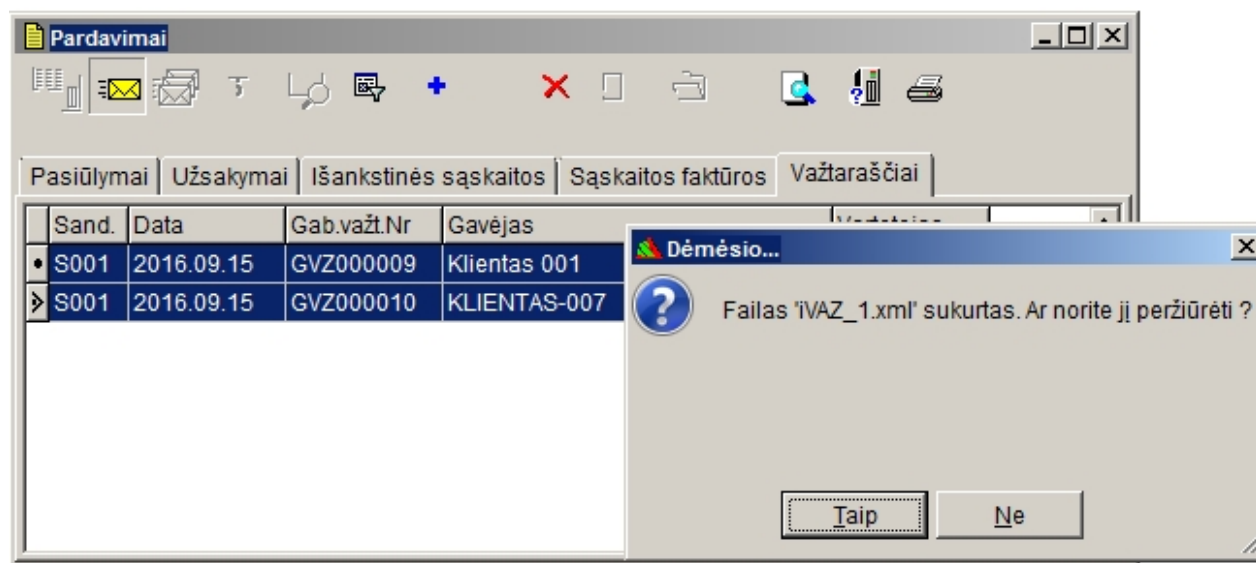 Pardavimai
Pasiūlymai Užsakymai Išankstinės sąskaitos Sąskaitos faktūros Važtaraščiai
Sand. Data Gab.važt.Nr Gavėjas
S001 2016.09.15 GVZ000009 Klientas 001
S001 2016.09.15 GVZ000010 KLIENTAS-007
Dėmėsio...
Failas 'iVAZ_1.xml' sukurtas. Ar norite jį peržiūrėti ?
Taip Ne